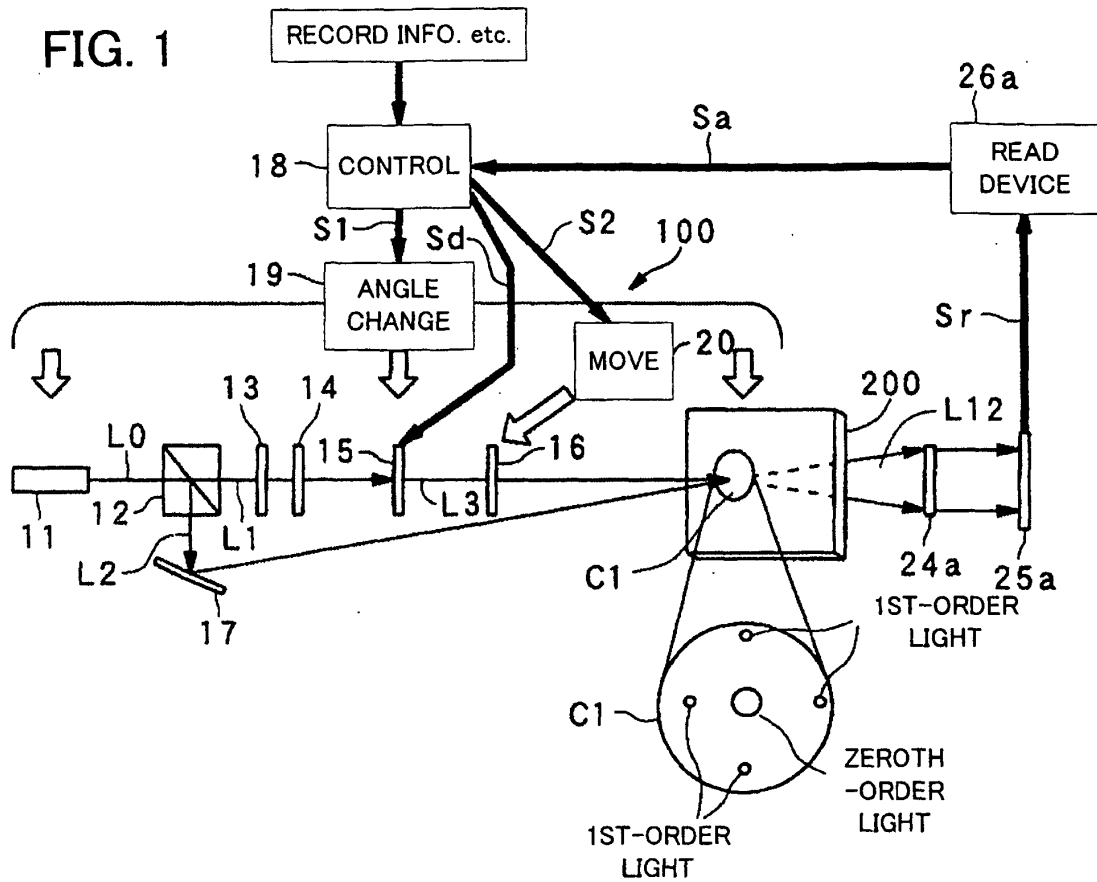 FIG. 1
RECORD INFO. etc.
26a
Sa
18
CONTROL
READ
DEVICE
S1
Sd
S2
100
19
ANGLE
CHANGE
Sr
MOVE
20
200
13
14
L12
15
16
L0
11
12
L1
L3
L2
17
C1
24a
25a
1ST-ORDER
LIGHT
C1
ZEROTH
-ORDER
LIGHT
1ST-ORDER
LIGHT